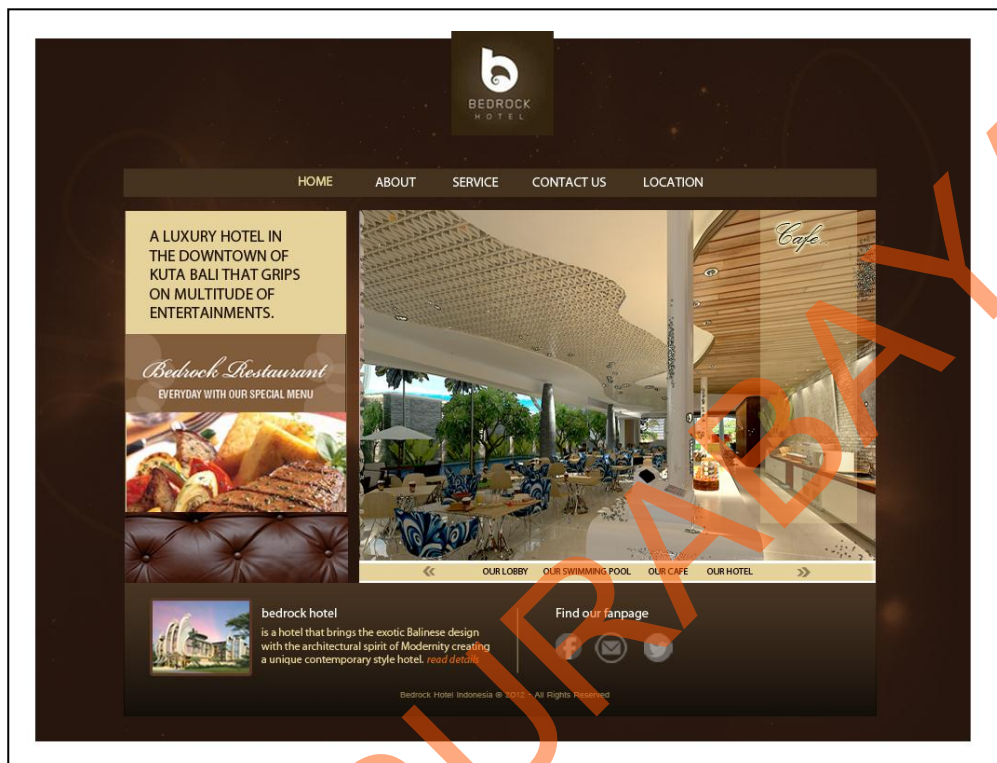 b
BEDROCK
HOTEL
HOME ABOUT SERVICE CONTACT US LOCATION
A LUXURY HOTEL IN
THE DOWNTOWN OF
KUTA BALI THAT GRIPS
ON MULTITUDE OF
ENTERTAINMENTS.
Bedrock Restaurant
EVERYDAY WITH OUR SPECIAL MENU
Cafe...
OUR LOBBY OUR SWIMMING POOL OUR CAFE OUR HOTEL
bedrock hotel
is a hotel that brings the exotic Balinese design
with the architectural spirit of Modernity creating
a unique contemporary style hotel. read details
Find our fanpage
Bedrock Hotel Indonesia © 2012 - All Rights Reserved
URABAY